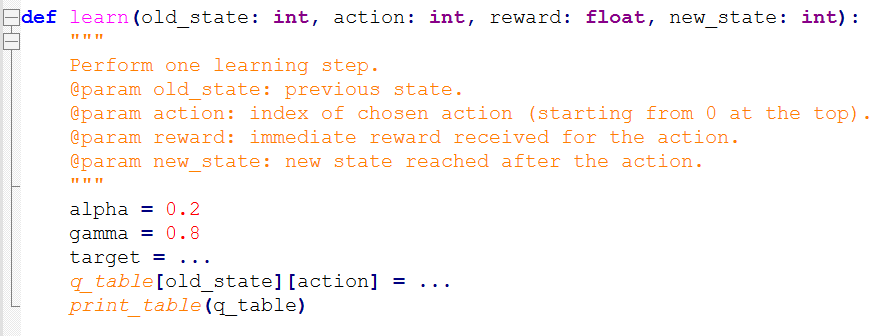 def learn(old_state: int, action: int, reward: float, new_state: int):
"""
Perform one learning step.
@param old_state: previous state.
@param action: index of chosen action (starting from 0 at the top).
@param reward: immediate reward received for the action.
@param new_state: new state reached after the action.
"""
alpha = 0.2
gamma = 0.8
target = ...
q_table[old_state][action] = ...
print_table(q_table)